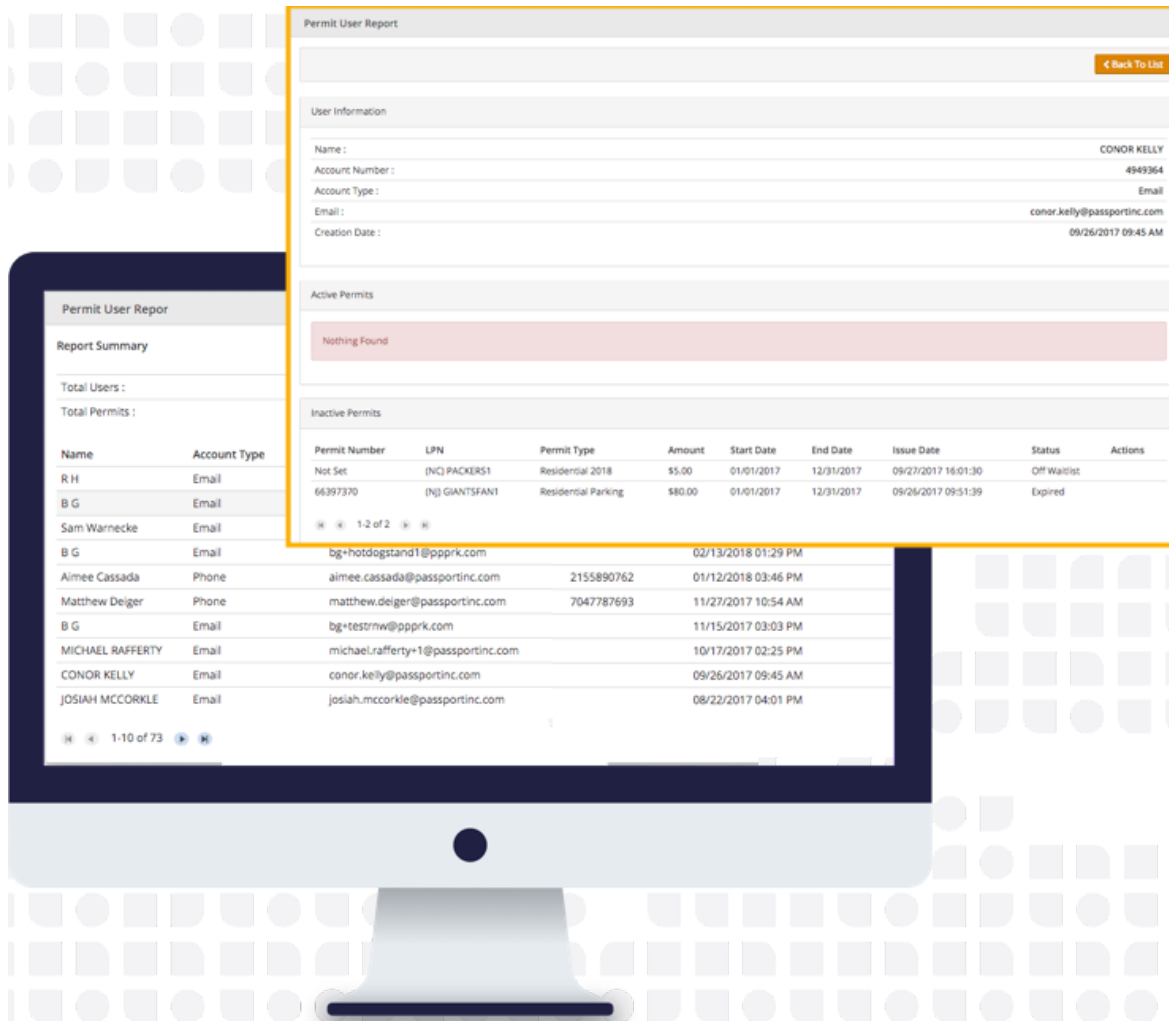 Permit User Report
Back To List
User Information
Name : CONOR KELLY
Account Number : 4949364
Account Type : Email
Email : conor.kelly@passportinc.com
Creation Date : 09/26/2017 09:45 AM
Active Permits
Nothing Found
Inactive Permits
Permit Number LPN Permit Type Amount Start Date End Date Issue Date Status Actions
Not Set (NC) PACKERS1 Residential 2018 $5.00 01/01/2017 12/31/2017 09/27/2017 16:01:30 Off Waitlist
66397370 (NJ) GIANTSFAN1 Residential Parking $80.00 01/01/2017 12/31/2017 09/26/2017 09:51:39 Expired
1-2 of 2
Permit User Repor
Report Summary
Total Users :
Total Permits :
Name Account Type
R H Email
B G Email
Sam Warnecke Email
B G Email bg+hotdogstand1@ppprk.com 02/13/2018 01:29 PM
Aimee Cassada Phone aimee.cassada@passportinc.com 2155890762 01/12/2018 03:46 PM
Matthew Deiger Phone matthew.deiger@passportinc.com 7047787693 11/27/2017 10:54 AM
B G Email bg+testrnw@ppprk.com 11/15/2017 03:03 PM
MICHAEL RAFFERTY Email michael.rafferty+1@passportinc.com 10/17/2017 02:25 PM
CONOR KELLY Email conor.kelly@passportinc.com 09/26/2017 09:45 AM
JOSIAH MCCORKLE Email josiah.mccorkle@passportinc.com 08/22/2017 04:01 PM
1-10 of 73